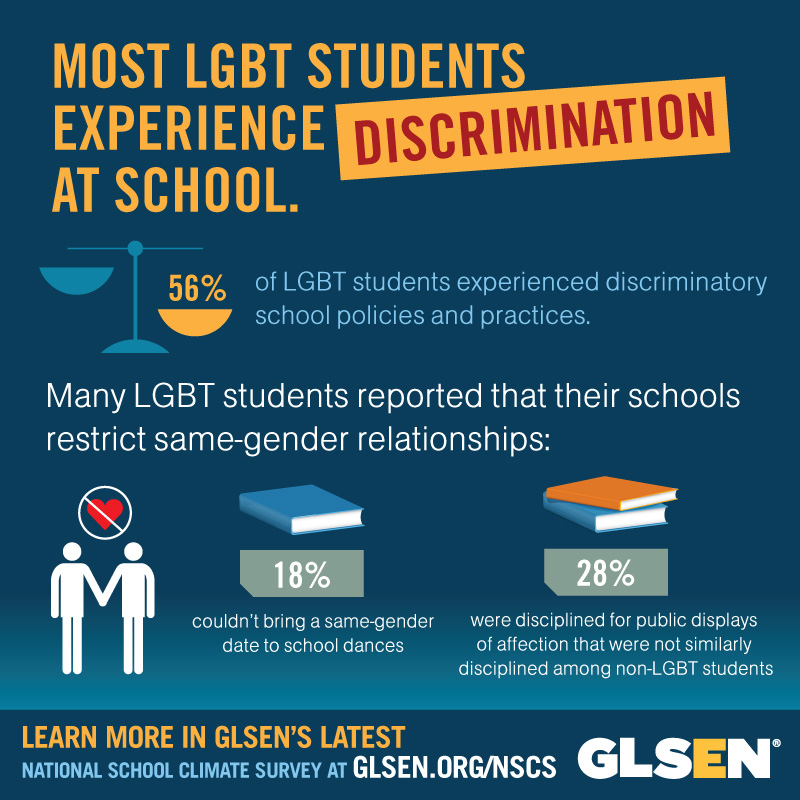 MOST LGBT STUDENTS
EXPERIENCE DISCRIMINATION
AT SCHOOL.
56%
of LGBT students experienced discriminatory
school policies and practices.
Many LGBT students reported that their schools
restrict same-gender relationships:
18%
couldn't bring a same-gender
date to school dances
28%
were disciplined for public displays
of affection that were not similarly
disciplined among non-LGBT students
LEARN MORE IN GLSEN'S LATEST
NATIONAL SCHOOL CLIMATE SURVEY AT GLSEN.ORG/NSCS
GLSEN®